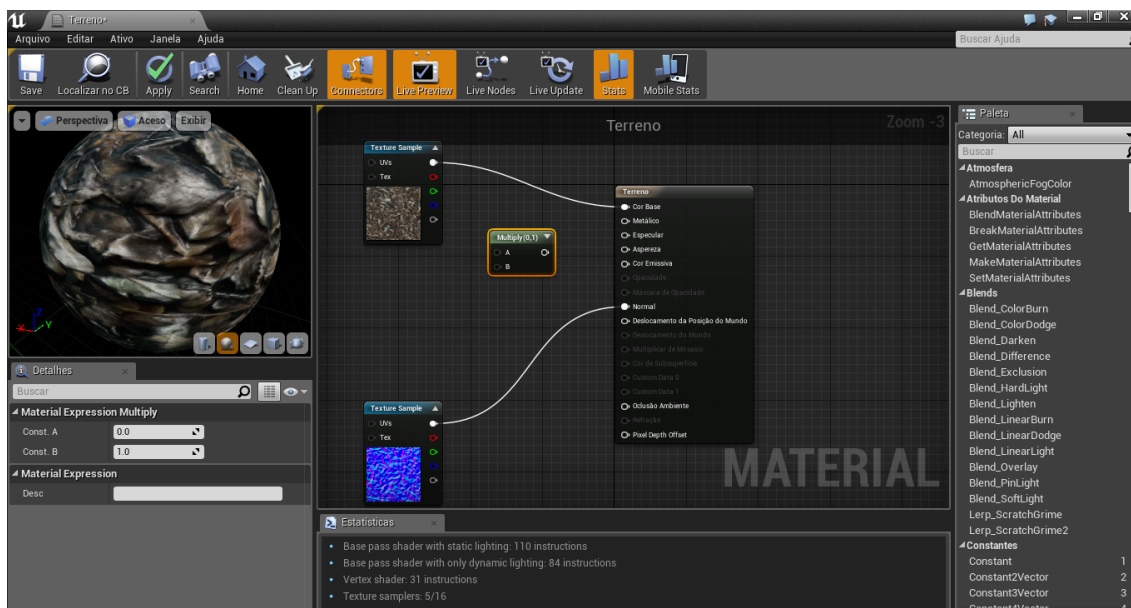 Terreno*
Arquivo Editar Ativo Janela Ajuda
Buscar Ajuda
Save Localizar no CB Apply Search Home Clean Up Connectors Live Preview Live Nodes Live Update Stats Mobile Stats
Perspectiva Aceso Exibir
Terreno
Zoom -3
Texture Sample
UVs
Tex
Multiply(0,1)
A
B
Terreno
Cor Base
Metálico
Especular
Aspereza
Cor Emissiva
Opacidade
Máscara de Opacidade
Normal
Deslocamento da Posição do Mundo
Deslocamento do Mundo
Multiplicar de Mosaico
Cor de Subsuperfície
Custom Data 0
Custom Data 1
Oclusão Ambiente
Refração
Pixel Depth Offset
Texture Sample
UVs
Tex
MATERIAL
X
Y
Z
Detalhes
Buscar
Material Expression Multiply
Const. A 0.0
Const. B 1.0
Material Expression
Desc
Estatísticas
Base pass shader with static lighting: 110 instructions
Base pass shader with only dynamic lighting: 84 instructions
Vertex shader: 31 instructions
Texture samplers: 5/16
Paleta
Categoria: All
Buscar
Atmosfera
AtmosphericFogColor
Atributos Do Material
BlendMaterialAttributes
BreakMaterialAttributes
GetMaterialAttributes
MakeMaterialAttributes
SetMaterialAttributes
Blends
Blend_ColorBurn
Blend_ColorDodge
Blend_Darken
Blend_Difference
Blend_Exclusion
Blend_HardLight
Blend_Lighten
Blend_LinearBurn
Blend_LinearDodge
Blend_LinearLight
Blend_Overlay
Blend_PinLight
Blend_SoftLight
Lerp_ScratchGrime
Lerp_ScratchGrime2
Constantes
Constant 1
Constant2Vector 2
Constant3Vector 3
Constant4Vector 4